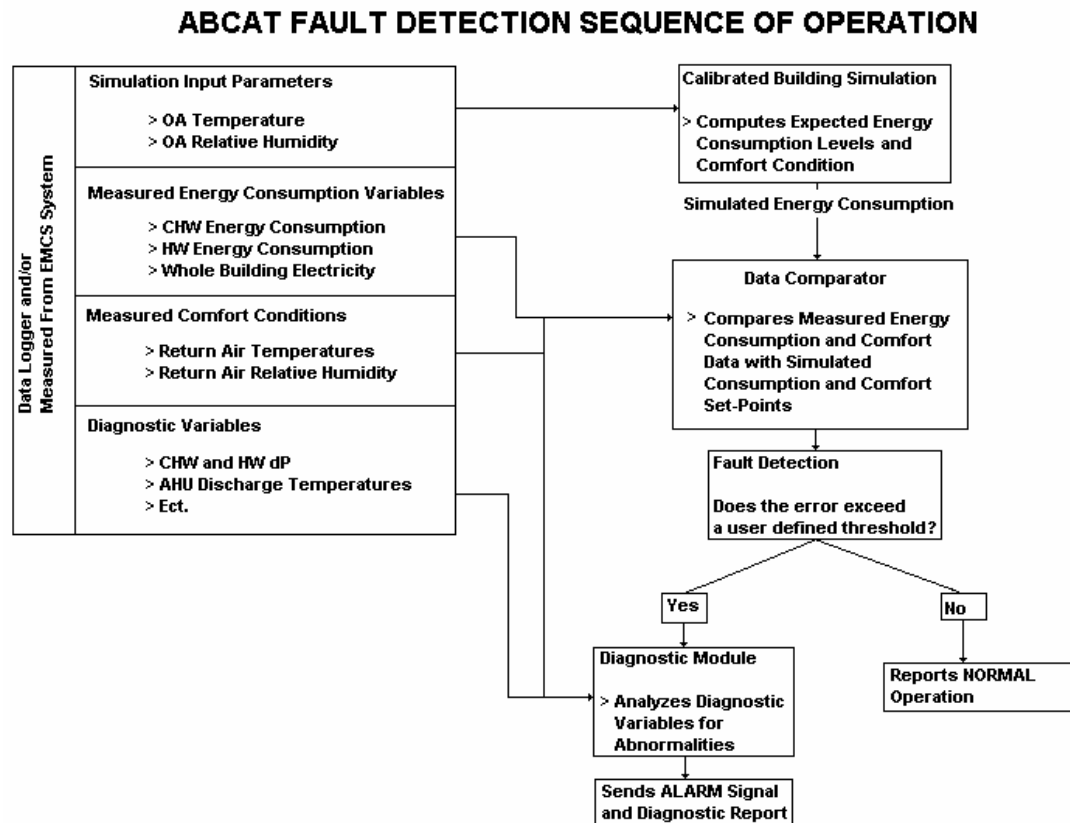 ABCAT FAULT DETECTION SEQUENCE OF OPERATION
Data Logger and/or
Measured From EMCS System
Simulation Input Parameters
> OA Temperature
> OA Relative Humidity
Measured Energy Consumption Variables
> CHW Energy Consumption
> HW Energy Consumption
> Whole Building Electricity
Measured Comfort Conditions
> Return Air Temperatures
> Return Air Relative Humidity
Diagnostic Variables
> CHW and HW dP
> AHU Discharge Temperatures
> Ect.
Calibrated Building Simulation
> Computes Expected Energy
Consumption Levels and
Comfort Condition
Simulated Energy Consumption
Data Comparator
> Compares Measured Energy
Consumption and Comfort
Data with Simulated
Consumption and Comfort
Set-Points
Fault Detection
Does the error exceed
a user defined threshold?
Yes
No
Diagnostic Module
> Analyzes Diagnostic
Variables for
Abnormalities
Reports NORMAL
Operation
Sends ALARM Signal
and Diagnostic Report